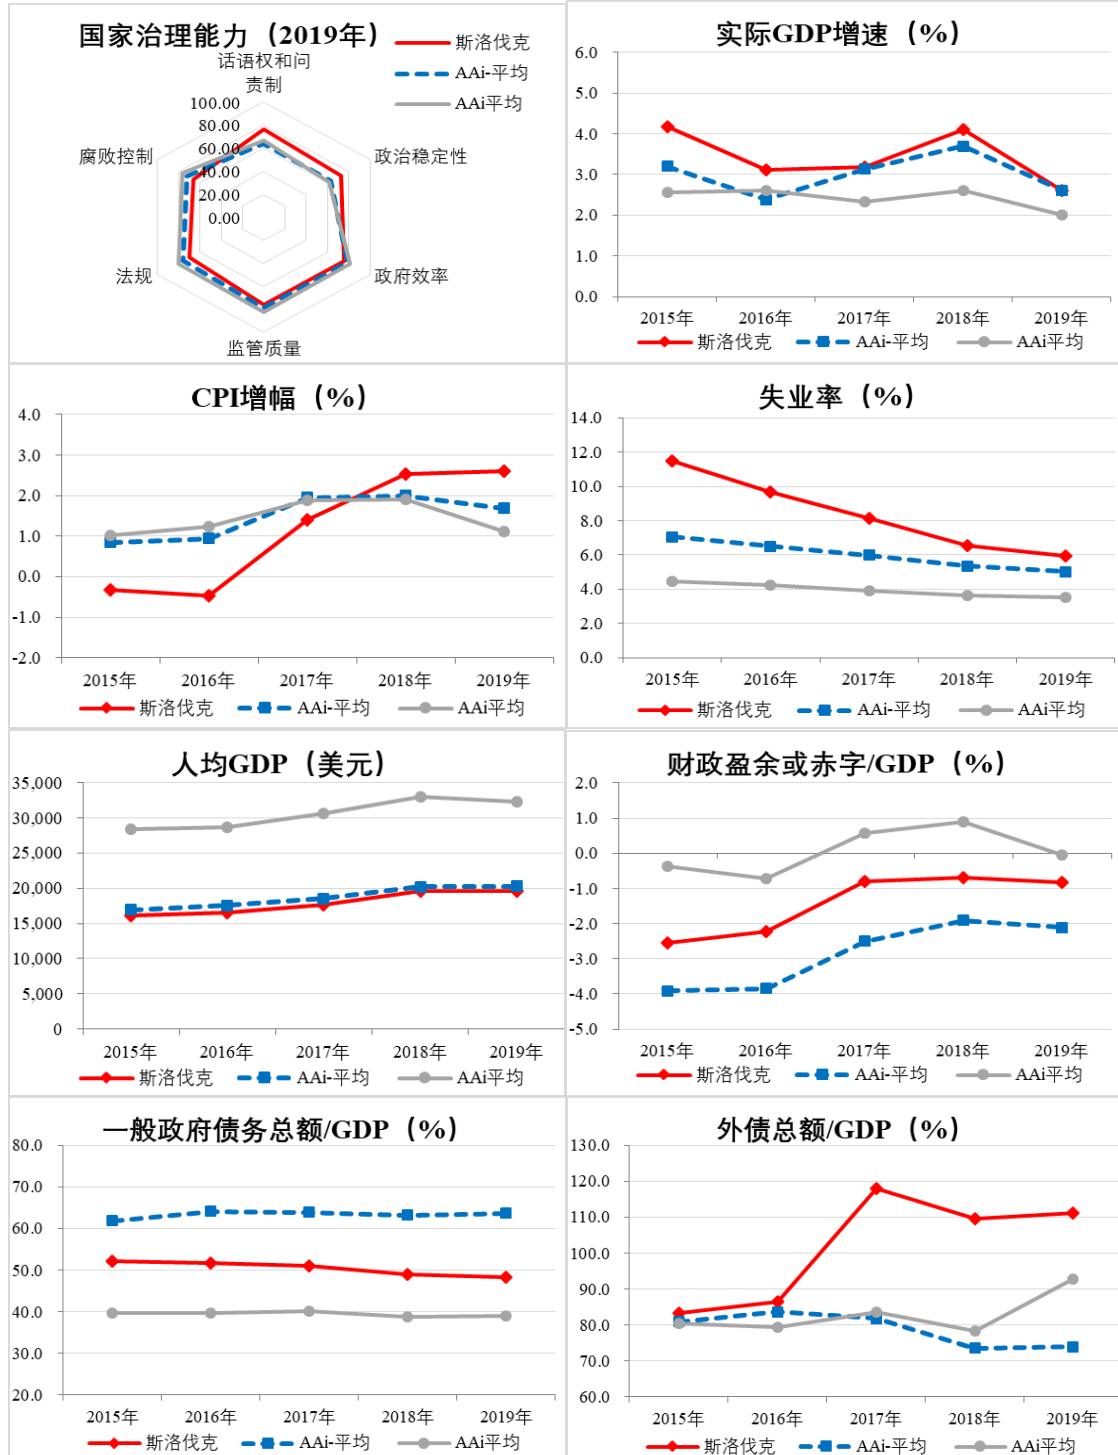 国家治理能力（2019年）
斯洛伐克
AAi-平均
AAi平均
话语权和问
责制
政治稳定性
政府效率
监管质量
法规
腐败控制
100.00
80.00
60.00
40.00
20.00
0.00
实际GDP增速（%）
6.0
5.0
4.0
3.0
2.0
1.0
0.0
2015年 2016年 2017年 2018年 2019年
斯洛伐克 AAi-平均 AAi平均
CPI增幅（%）
4.0
3.0
2.0
1.0
0.0
-1.0
-2.0
2015年 2016年 2017年 2018年 2019年
斯洛伐克 AAi-平均 AAi平均
失业率（%）
14.0
12.0
10.0
8.0
6.0
4.0
2.0
0.0
2015年 2016年 2017年 2018年 2019年
斯洛伐克 AAi-平均 AAi平均
人均GDP（美元）
35,000
30,000
25,000
20,000
15,000
10,000
5,000
0
2015年 2016年 2017年 2018年 2019年
斯洛伐克 AAi-平均 AAi平均
财政盈余或赤字/GDP（%）
2.0
1.0
0.0
-1.0
-2.0
-3.0
-4.0
-5.0
2015年 2016年 2017年 2018年 2019年
斯洛伐克 AAi-平均 AAi平均
一般政府债务总额/GDP（%）
80.0
70.0
60.0
50.0
40.0
30.0
20.0
2015年 2016年 2017年 2018年 2019年
斯洛伐克 AAi-平均 AAi平均
外债总额/GDP（%）
130.0
120.0
110.0
100.0
90.0
80.0
70.0
60.0
2015年 2016年 2017年 2018年 2019年
斯洛伐克 AAi-平均 AAi平均